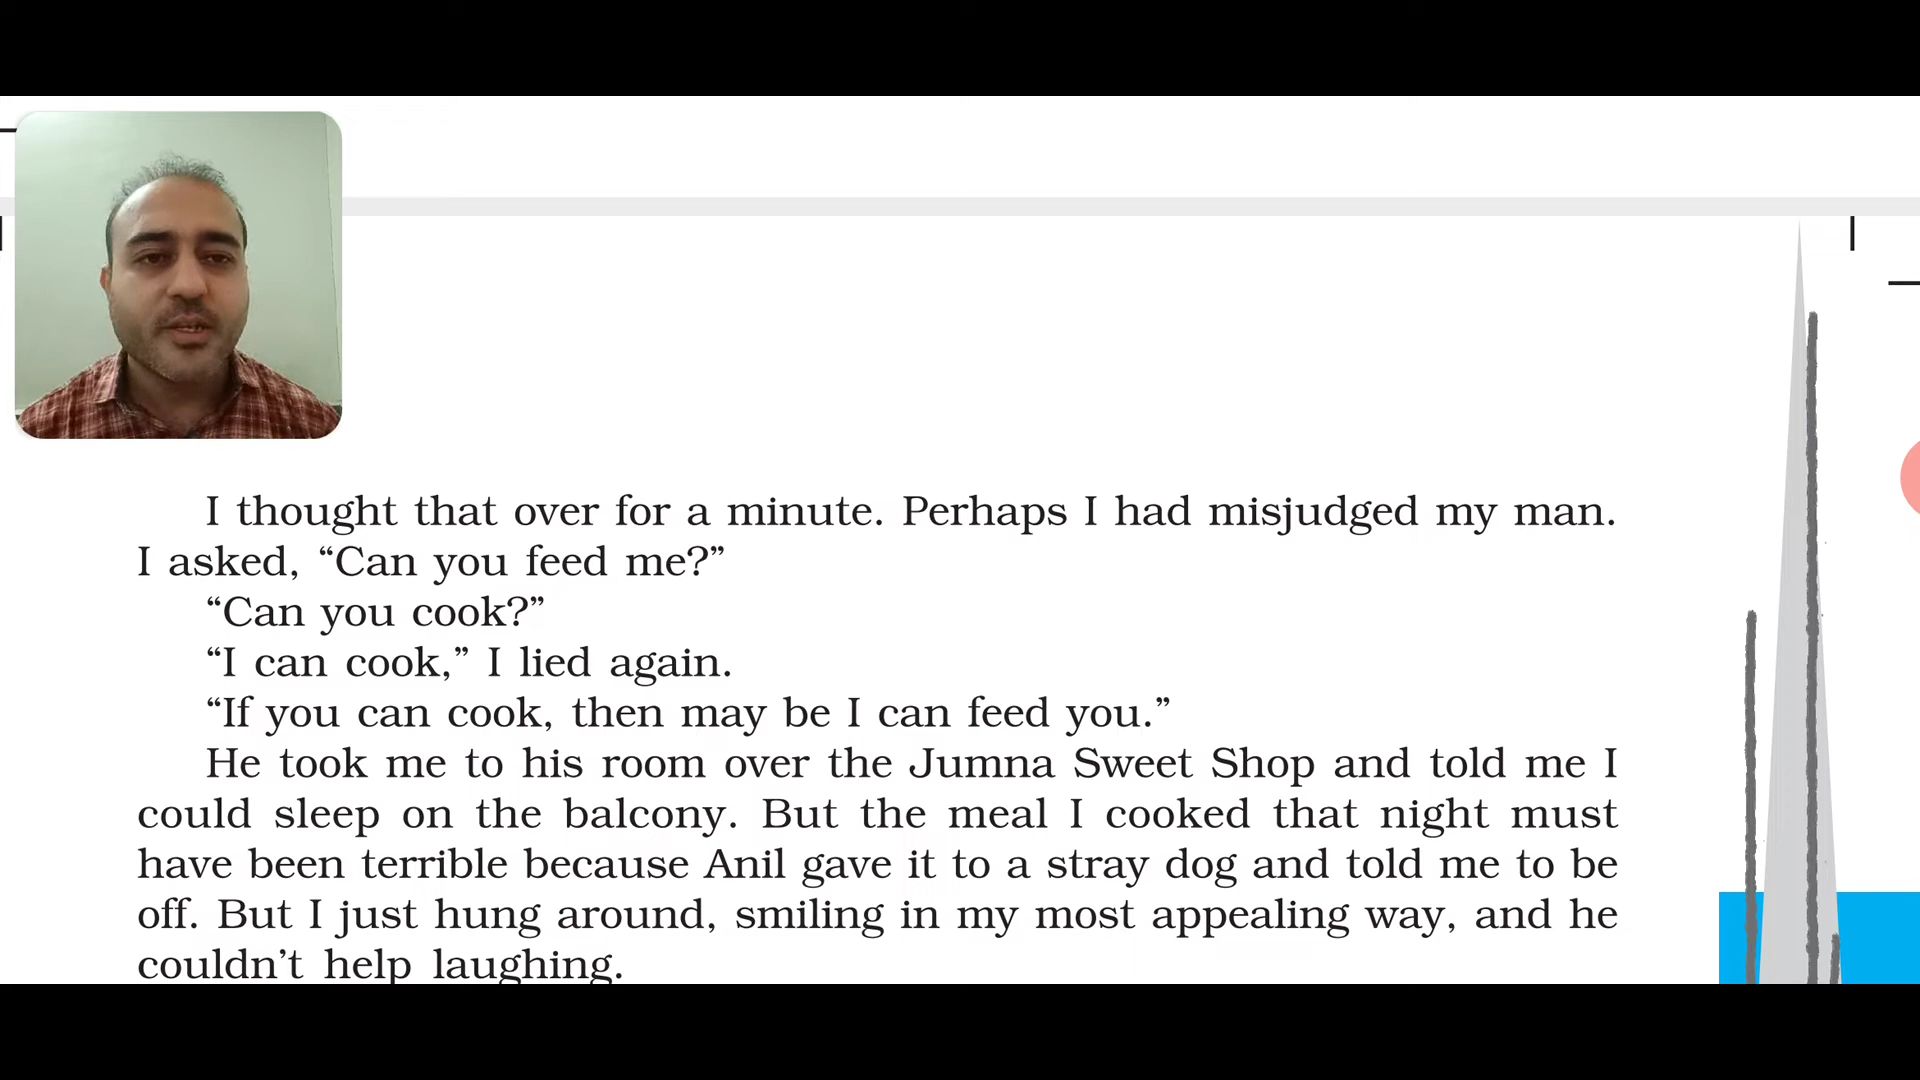 I thought that over for a minute. Perhaps I had misjudged my man.
I asked, “Can you feed me?”
“Can you cook?”
“I can cook,” I lied again.
“If you can cook, then may be I can feed you.”
He took me to his room over the Jumna Sweet Shop and told me I
could sleep on the balcony. But the meal I cooked that night must
have been terrible because Anil gave it to a stray dog and told me to be
off. But I just hung around, smiling in my most appealing way, and he
couldn’t help laughing.